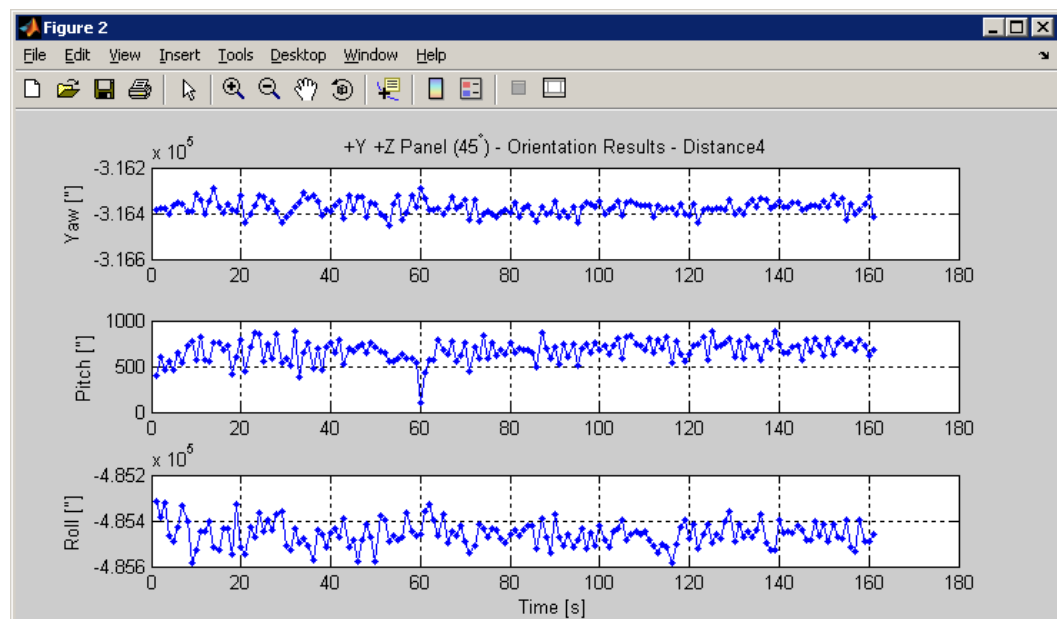 Figure 2
File Edit View Insert Tools Desktop Window Help
+Y +Z Panel (45°) - Orientation Results - Distance4
x 10^5
-3.162
-3.164
-3.166
Yaw ["]
0 20 40 60 80 100 120 140 160 180
1000
500
0
Pitch ["]
0 20 40 60 80 100 120 140 160 180
x 10^5
-4.852
-4.854
-4.856
Roll ["]
0 20 40 60 80 100 120 140 160 180
Time [s]